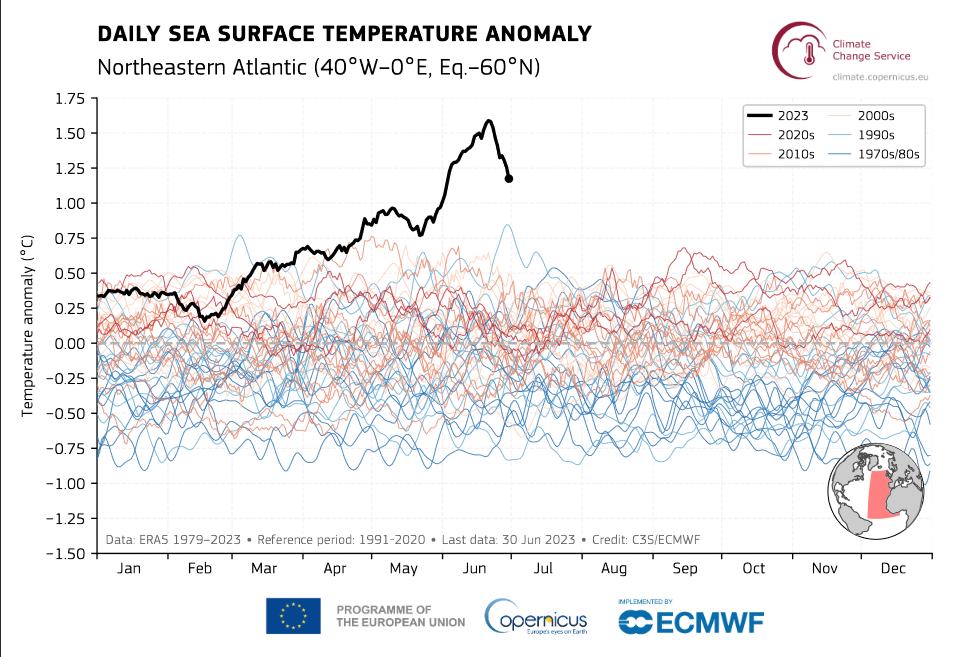 DAILY SEA SURFACE TEMPERATURE ANOMALY
Northeastern Atlantic (40°W–0°E, Eq.–60°N)
Climate
Change Service
climate.copernicus.eu
2023
2020s
2010s
2000s
1990s
1970s/80s
Temperature anomaly (°C)
1.75
1.50
1.25
1.00
0.75
0.50
0.25
0.00
−0.25
−0.50
−0.75
−1.00
−1.25
−1.50
Data: ERA5 1979–2023 • Reference period: 1991-2020 • Last data: 30 Jun 2023 • Credit: C3S/ECMWF
Jan Feb Mar Apr May Jun Jul Aug Sep Oct Nov Dec
PROGRAMME OF
THE EUROPEAN UNION
Copernicus
Europe's eyes on Earth
IMPLEMENTED BY
ECMWF